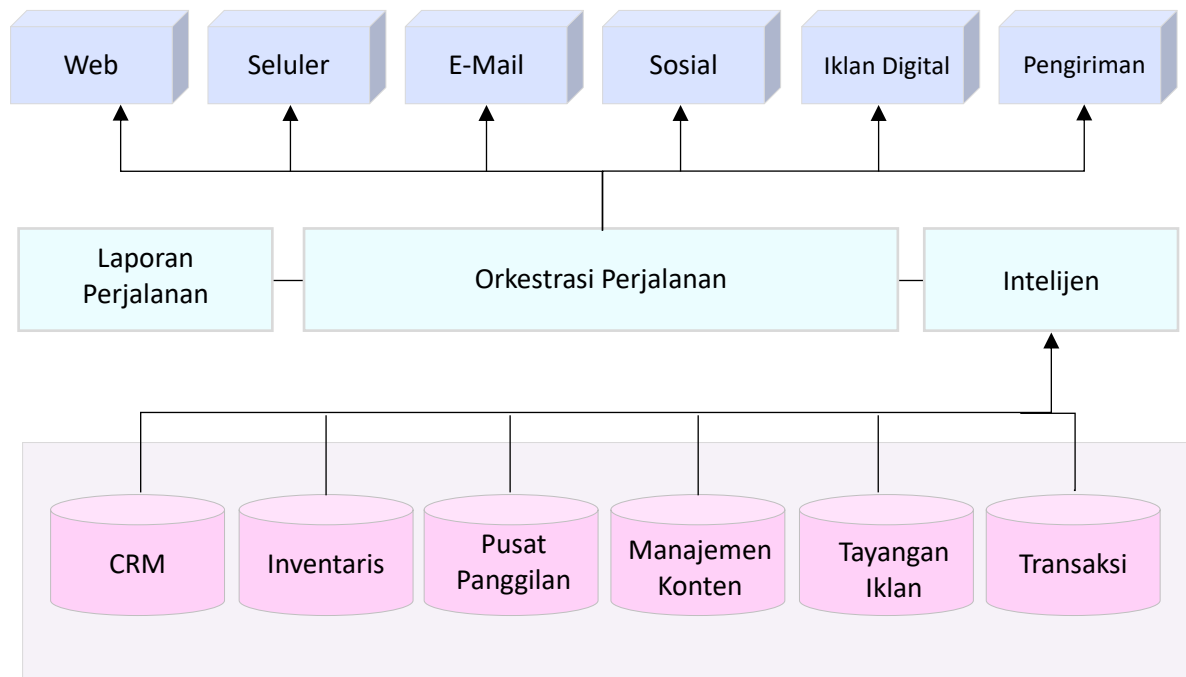 Web
Seluler
E-Mail
Sosial
Iklan Digital
Pengiriman
Laporan
Perjalanan
Orkestrasi Perjalanan
Intelijen
CRM
Inventaris
Pusat
Panggilan
Manajemen
Konten
Tayangan
Iklan
Transaksi